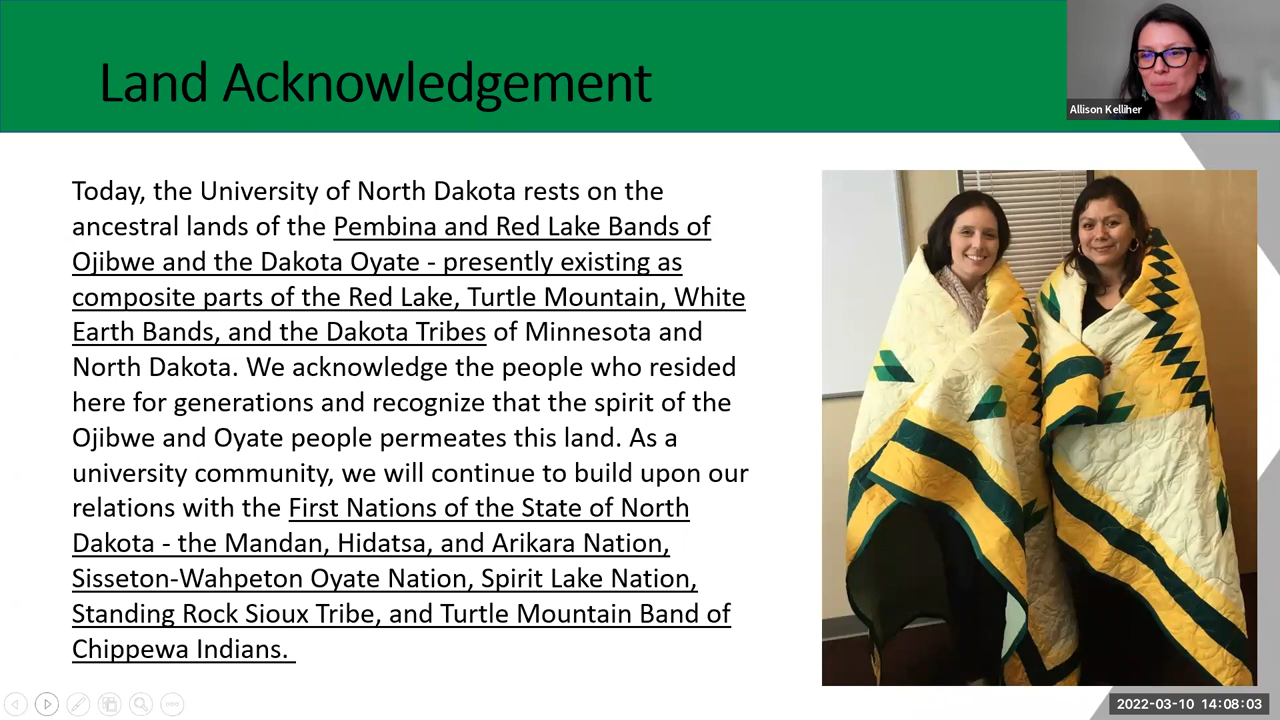 Land Acknowledgement
Allison Kelliher
Today, the University of North Dakota rests on the
ancestral lands of the Pembina and Red Lake Bands of
Ojibwe and the Dakota Oyate - presently existing as
composite parts of the Red Lake, Turtle Mountain, White
Earth Bands, and the Dakota Tribes of Minnesota and
North Dakota. We acknowledge the people who resided
here for generations and recognize that the spirit of the
Ojibwe and Oyate people permeates this land. As a
university community, we will continue to build upon our
relations with the First Nations of the State of North
Dakota - the Mandan, Hidatsa, and Arikara Nation,
Sisseton-Wahpeton Oyate Nation, Spirit Lake Nation,
Standing Rock Sioux Tribe, and Turtle Mountain Band of
Chippewa Indians.
2022-03-10 14:08:03